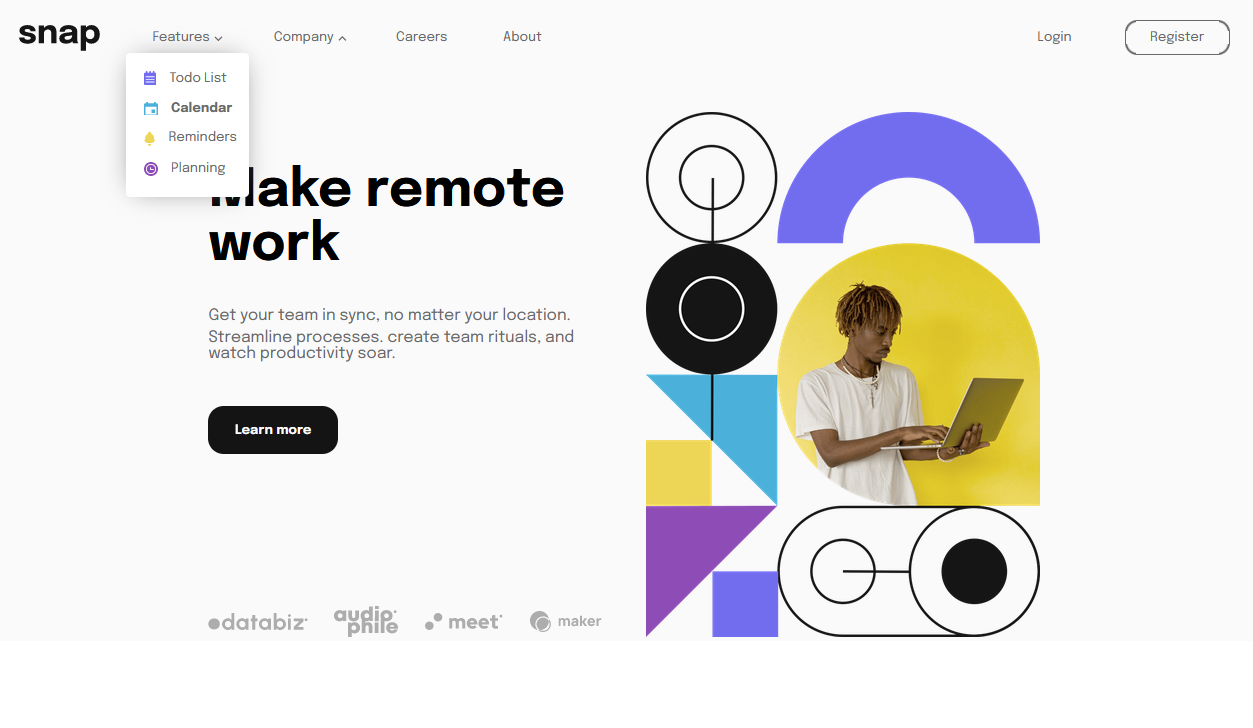 snap
Features
Company
Careers
About
Login
Register
Todo List
Calendar
Reminders
Planning
Make remote
work
Get your team in sync, no matter your location.
Streamline processes. create team rituals, and
watch productivity soar.
Learn more
databiz
audiophile
meet
maker